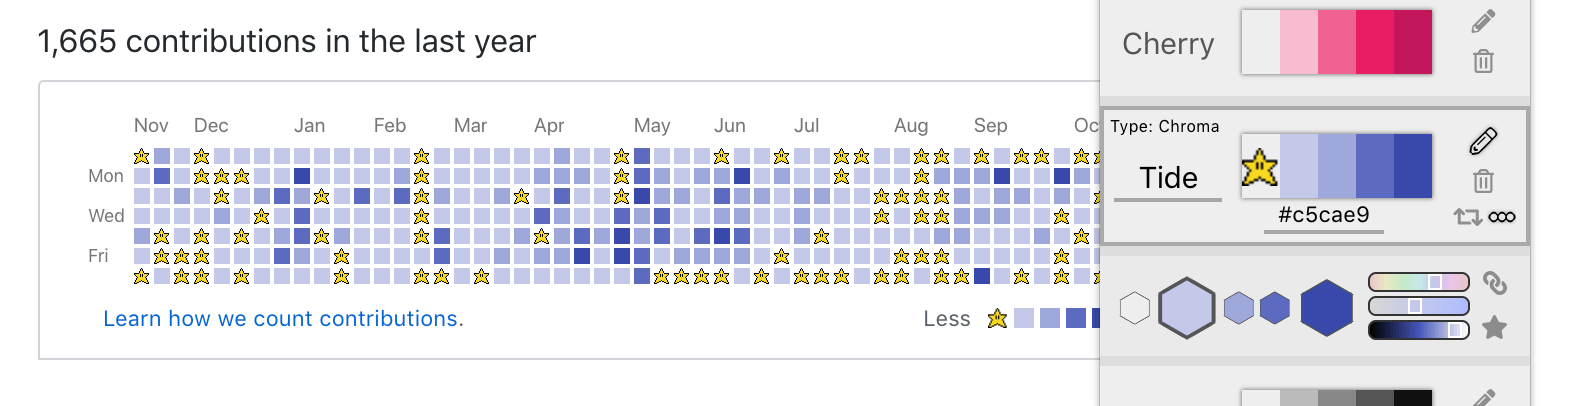 1,665 contributions in the last year
Nov Dec Jan Feb Mar Apr May Jun Jul Aug Sep Oc
Mon
Wed
Fri
Learn how we count contributions.
Less
Cherry
Type: Chroma
Tide
#c5cae9